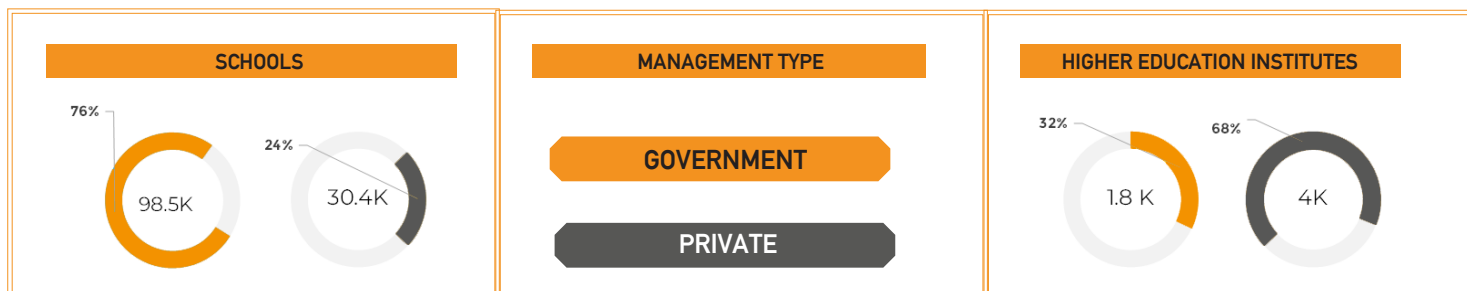 SCHOOLS
76%
98.5K
24%
30.4K
MANAGEMENT TYPE
GOVERNMENT
PRIVATE
HIGHER EDUCATION INSTITUTES
32%
1.8 K
68%
4K